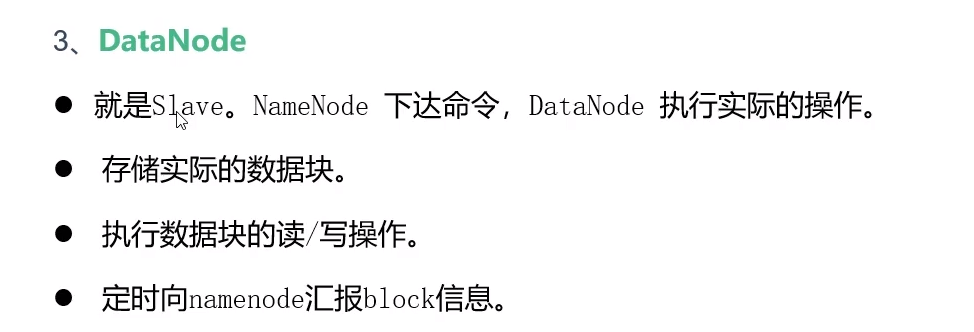 3、DataNode
● 就是Slave。NameNode 下达命令，DataNode 执行实际的操作。
● 存储实际的数据块。
● 执行数据块的读/写操作。
● 定时向namenode汇报block信息。